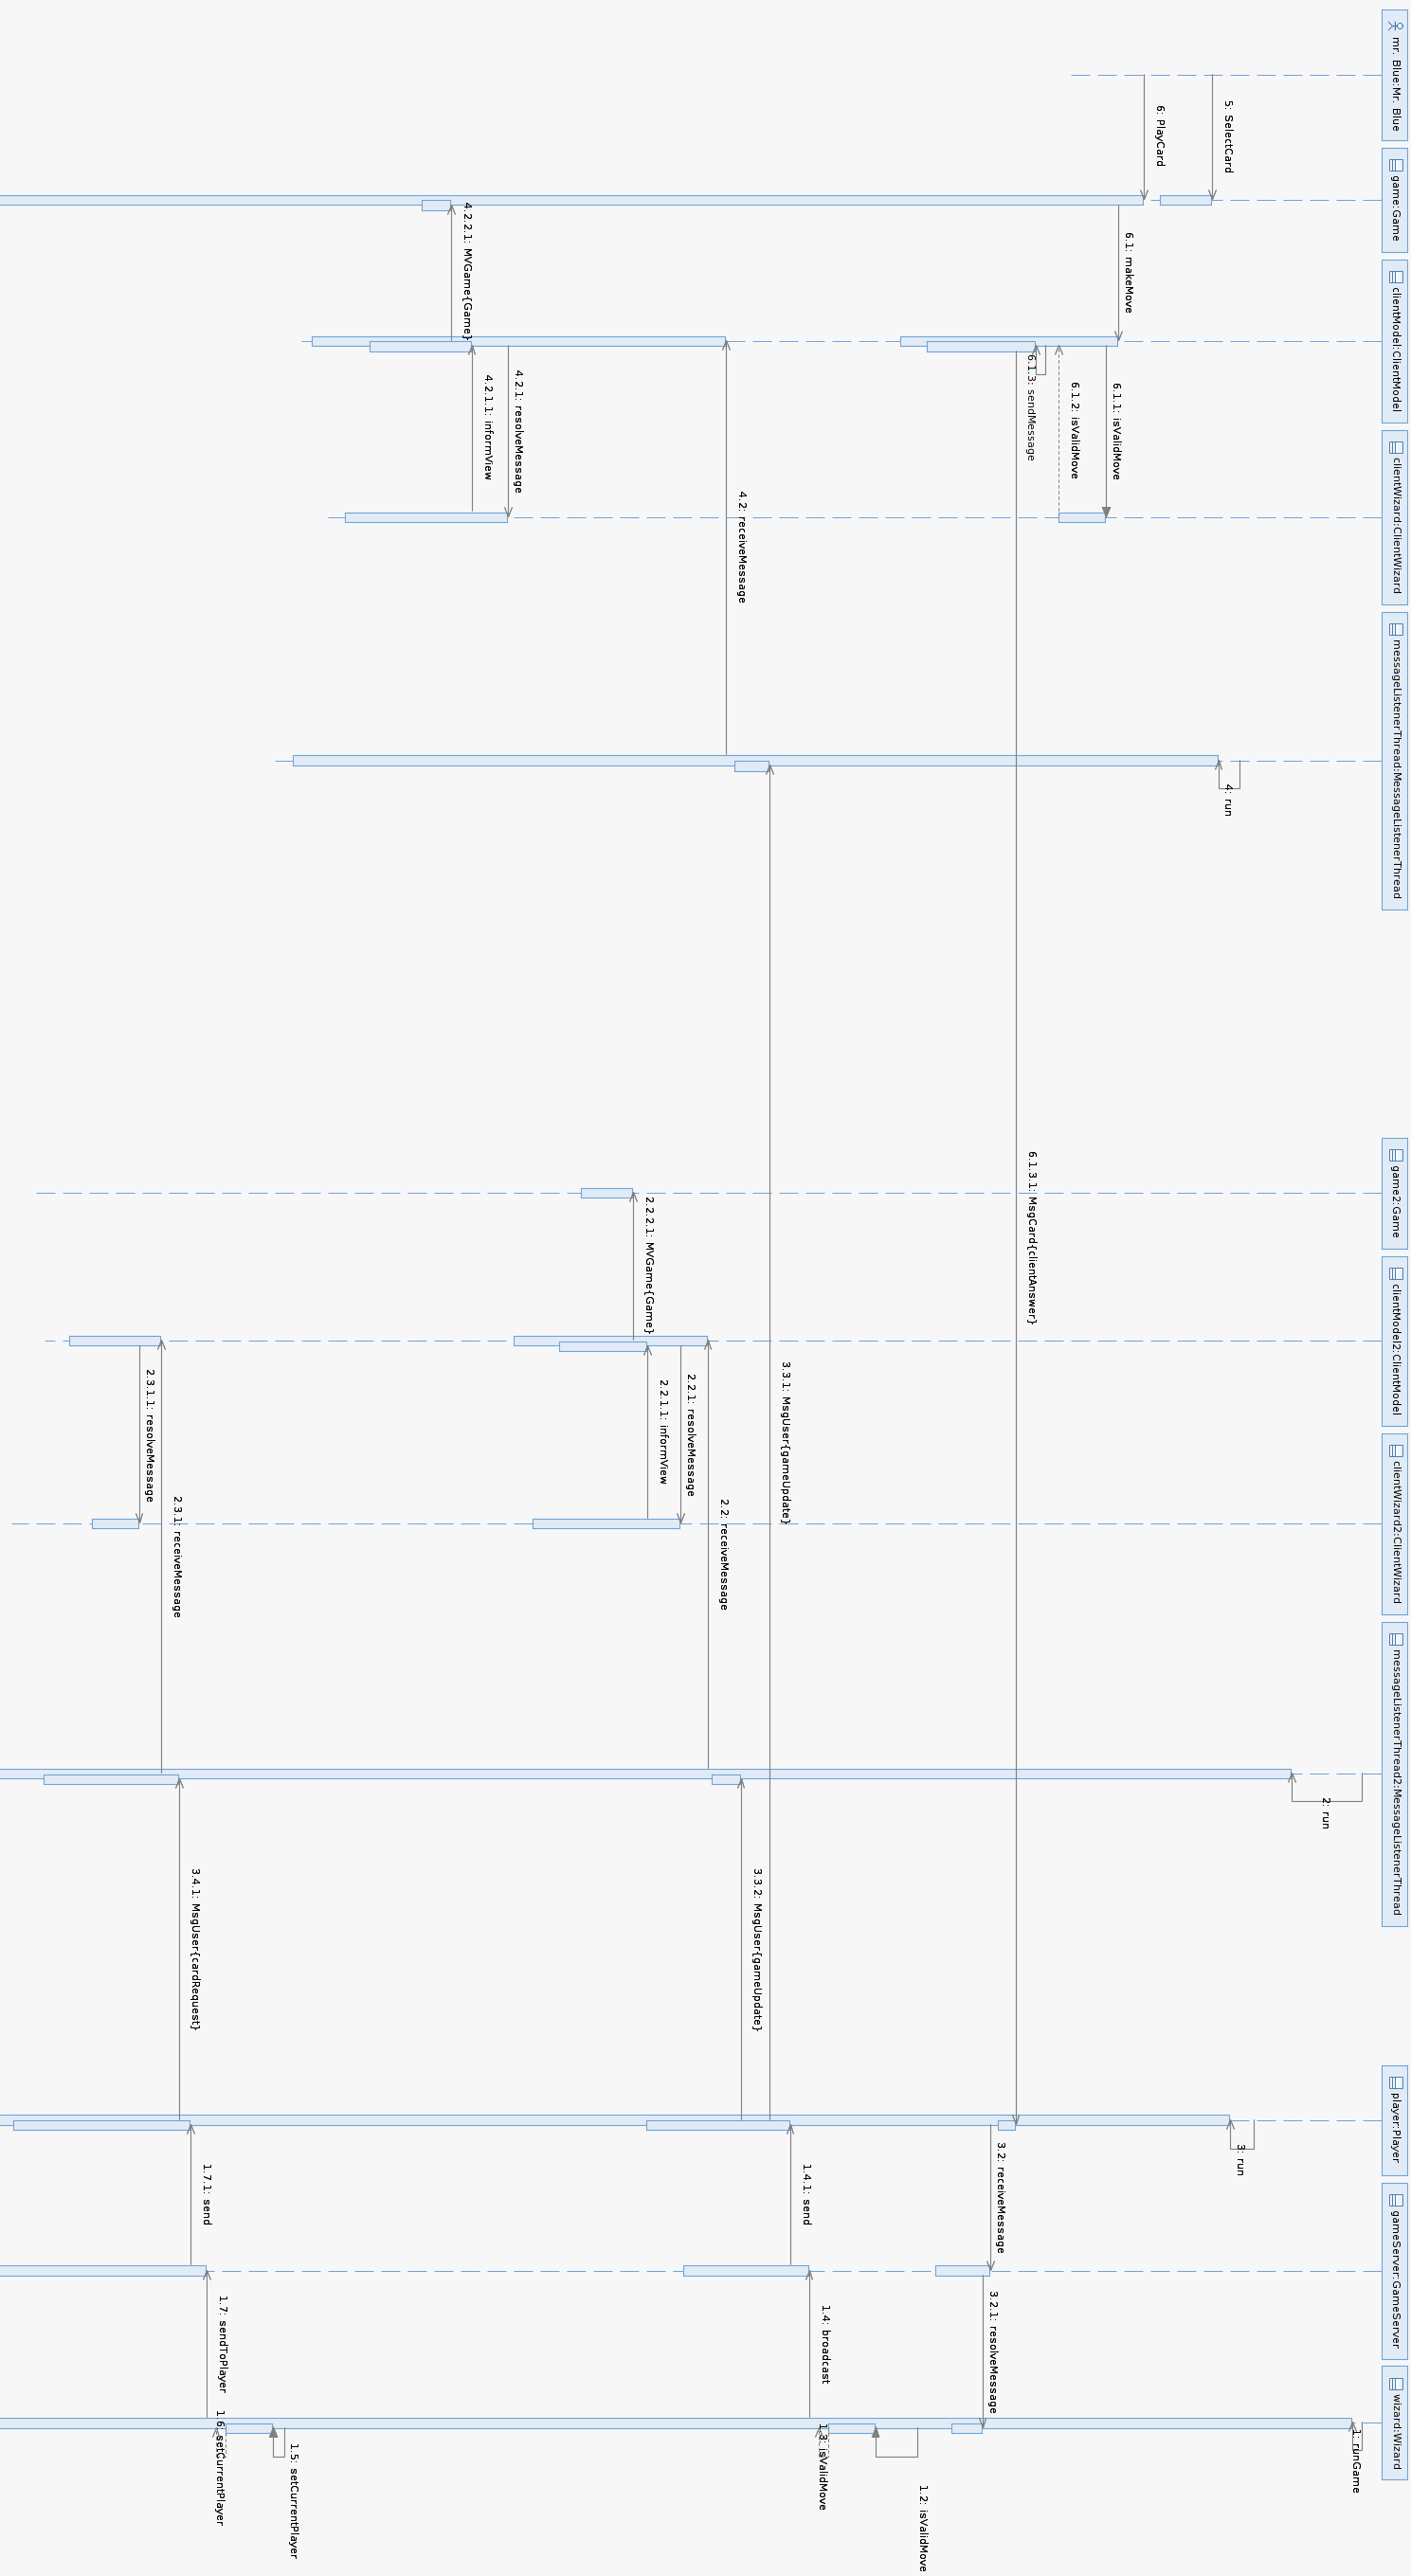 mr. Blue:Mr. Blue
game:Game
clientModel:ClientModel
clientWizard:ClientWizard
messageListenerThread:MessageListenerThread
game2:Game
clientModel2:ClientModel
clientWizard2:ClientWizard
messageListenerThread2:MessageListenerThread
player:Player
gameServer:GameServer
wizard:Wizard
1: runGame
2: run
3: run
4: run
5: SelectCard
6: PlayCard
6.1: makeMove
6.1.1: isValidMove
6.1.2: isValidMove
6.1.3: sendMessage
6.1.3.1: MsgCard{clientAnswer}
3.2: receiveMessage
3.2.1: resolveMessage
1.2: isValidMove
1.3: isValidMove
1.4: broadcast
1.4.1: send
3.3.1: MsgUser{gameUpdate}
3.3.2: MsgUser{gameUpdate}
4.2: receiveMessage
2.2: receiveMessage
2.2.1: resolveMessage
2.2.1.1: informView
2.2.2.1: MVGame{Game}
4.2.1: resolveMessage
4.2.1.1: informView
4.2.2.1: MVGame{Game}
1.5: setCurrentPlayer
1.6: setCurrentPlayer
1.7: sendToPlayer
1.7.1: send
3.4.1: MsgUser{cardRequest}
2.3.1: receiveMessage
2.3.1.1: resolveMessage